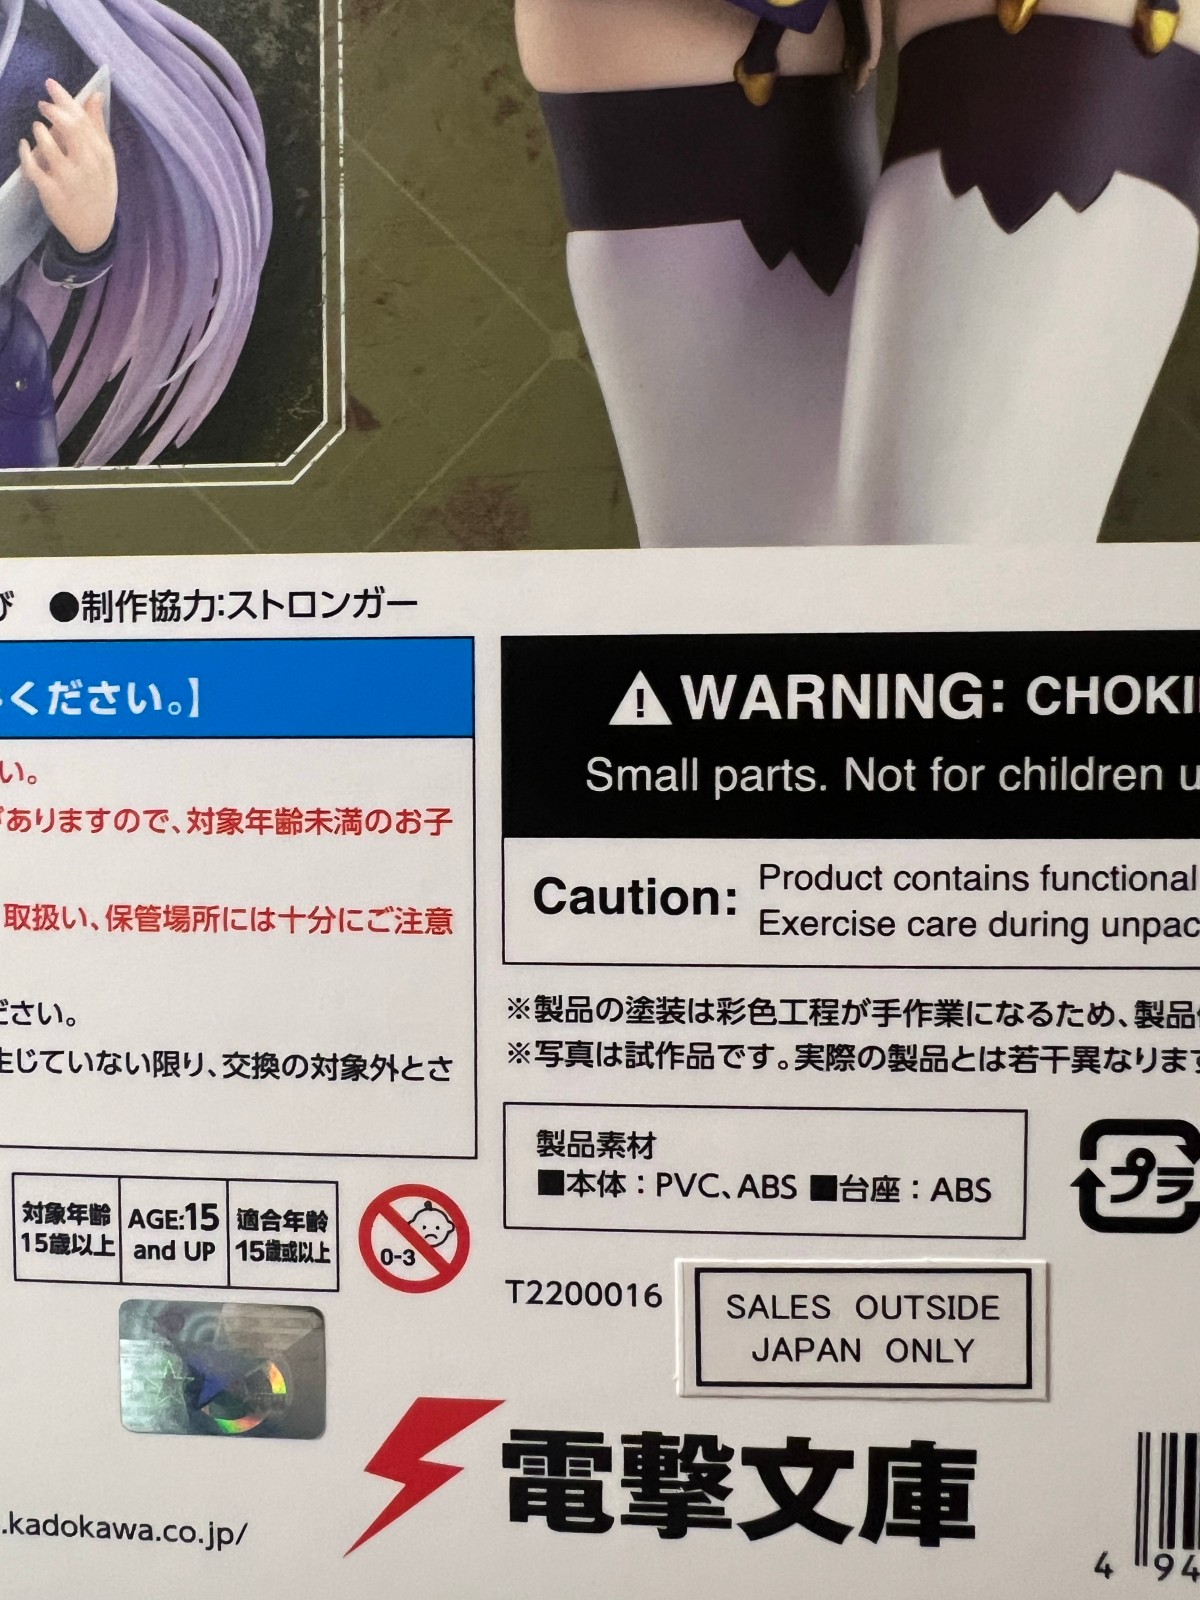 び ●制作協力:ストロンガー
ください。】
い。
がありますので、対象年齢未満のお子
取扱い、保管場所には十分にご注意
ださい。
生じていない限り、交換の対象外とさ
対象年齢
15歳以上
AGE:15
and UP
適合年齢
15歲或以上
0-3
.kadokawa.co.jp/
WARNING: CHOKI
Small parts. Not for children u
Caution:
Product contains functional
Exercise care during unpac
※製品の塗装は彩色工程が手作業になるため、製品
※写真は試作品です。実際の製品とは若干異なります
製品素材
■本体：PVC、ABS ■台座：ABS
プラ
T2200016
SALES OUTSIDE
JAPAN ONLY
電撃文庫
4 94